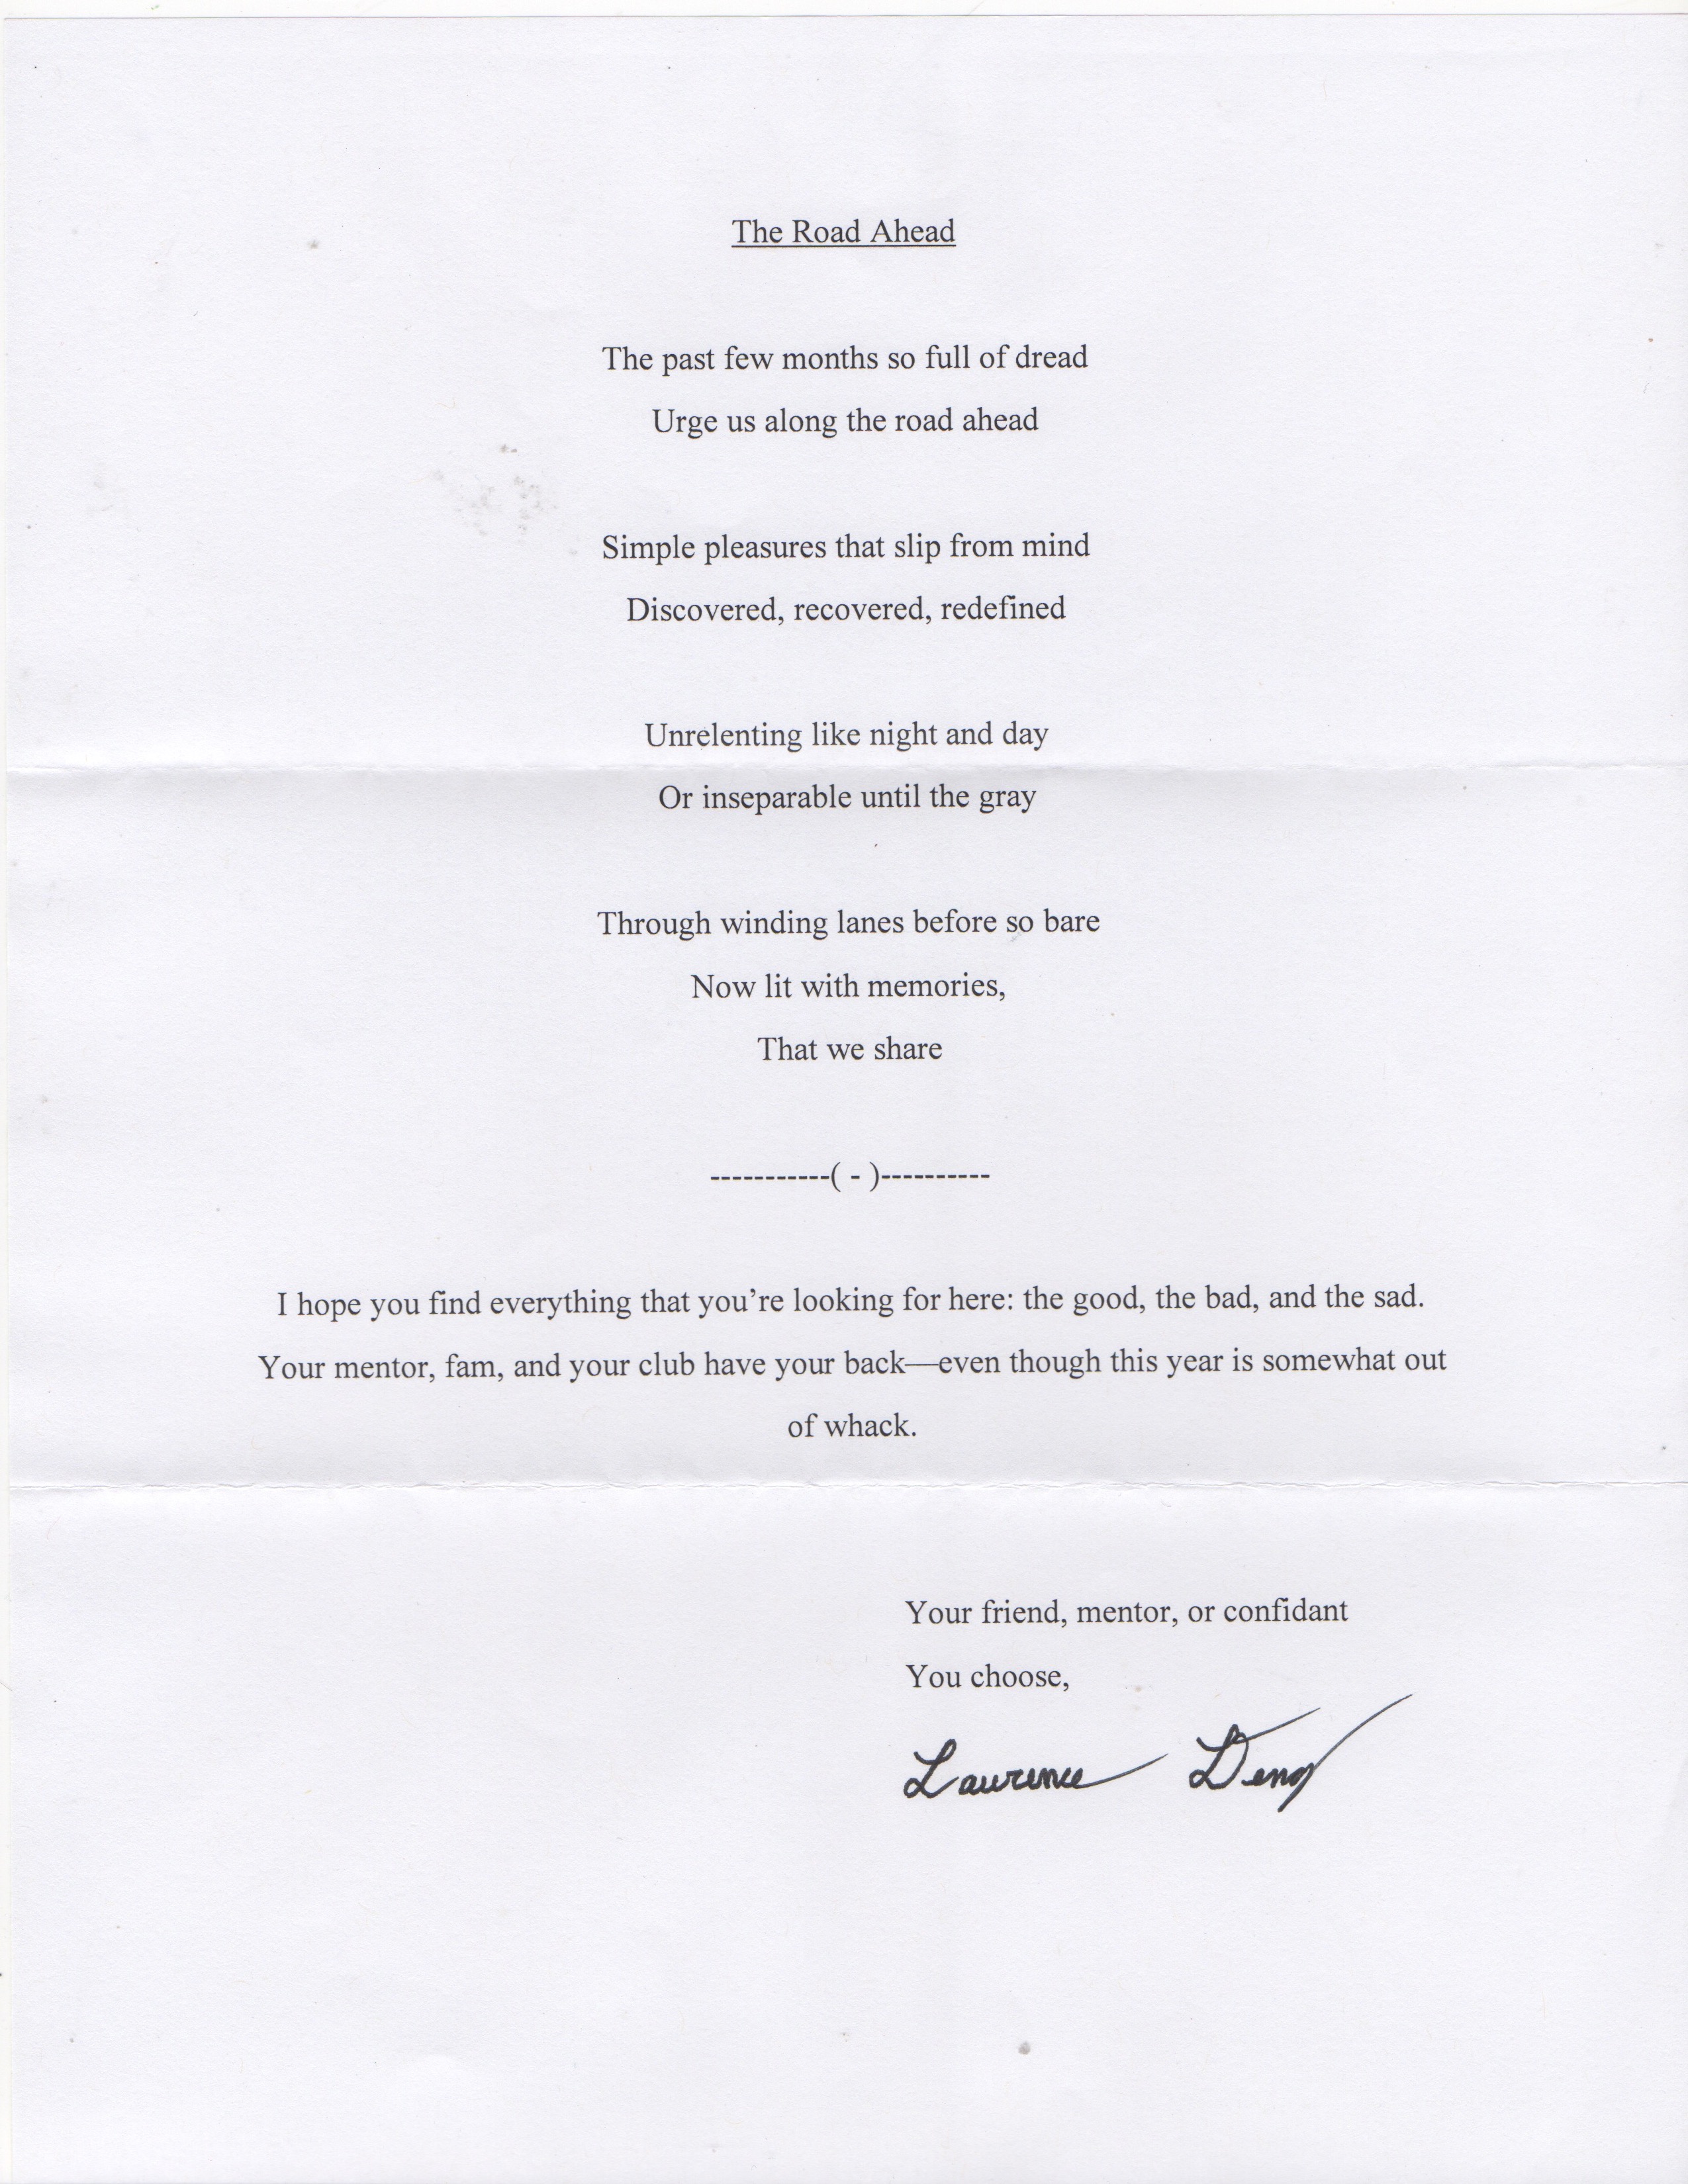 The Road Ahead
The past few months so full of dread
Urge us along the road ahead
Simple pleasures that slip from mind
Discovered, recovered, redefined
Unrelenting like night and day
Or inseparable until the gray
Through winding lanes before so bare
Now lit with memories,
That we share
-----------( - )----------
I hope you find everything that you’re looking for here: the good, the bad, and the sad.
Your mentor, fam, and your club have your back—even though this year is somewhat out
of whack.
Your friend, mentor, or confidant
You choose,
Lawrence Deng